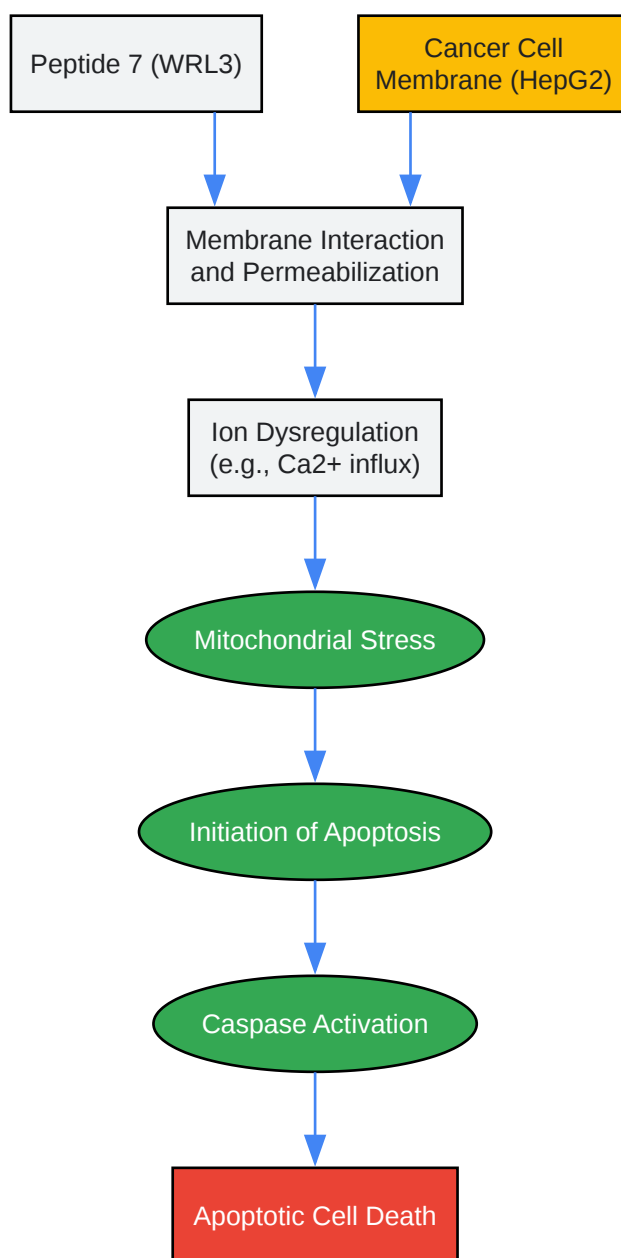 Peptide 7 (WRL3)
Cancer Cell
Membrane (HepG2)
Membrane Interaction
and Permeabilization
Ion Dysregulation
(e.g., Ca2+ influx)
Mitochondrial Stress
Initiation of Apoptosis
Caspase Activation
Apoptotic Cell Death